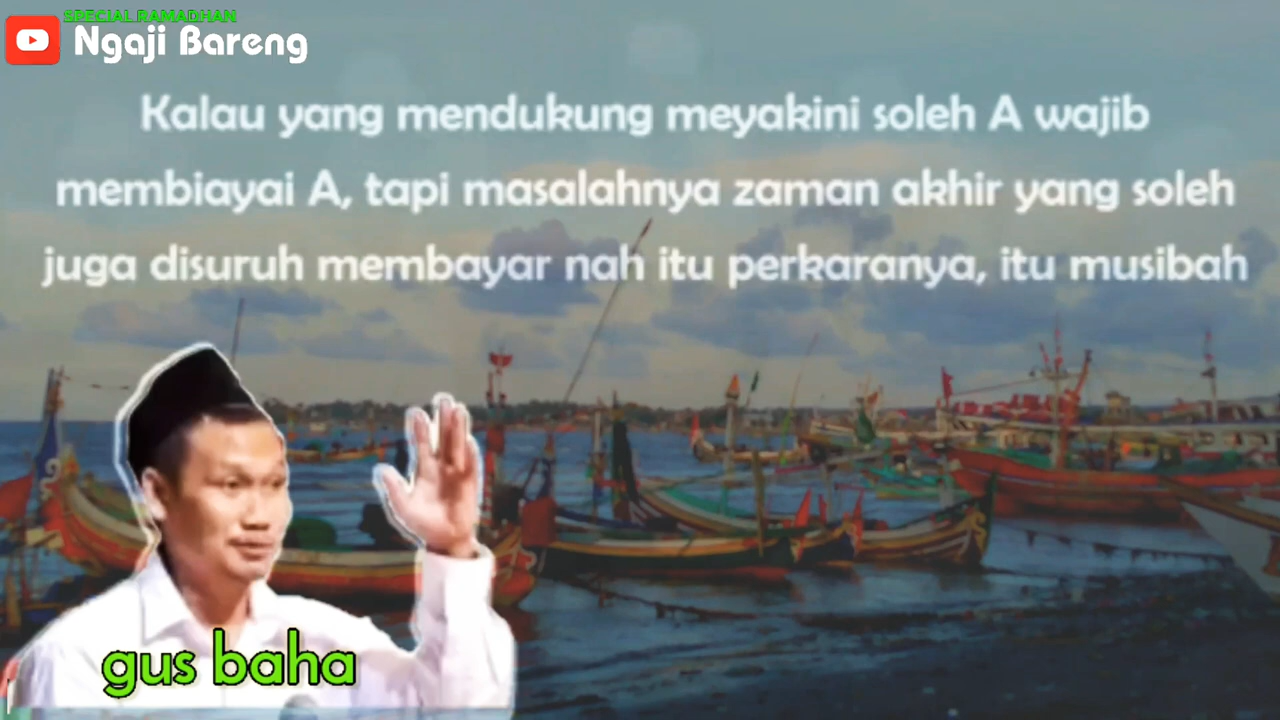 SPECIAL RAMADHAN
Ngaji Bareng
Kalau yang mendukung meyakini soleh A wajib
membiayai A, tapi masalahnya zaman akhir yang soleh
juga disuruh membayar nah itu perkaranya, itu musibah
gus baha